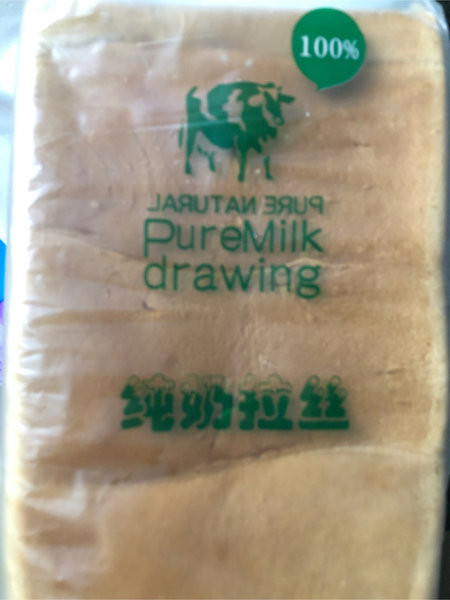 100%
PURE NATURAL
PureMilk
drawing
纯奶拉丝